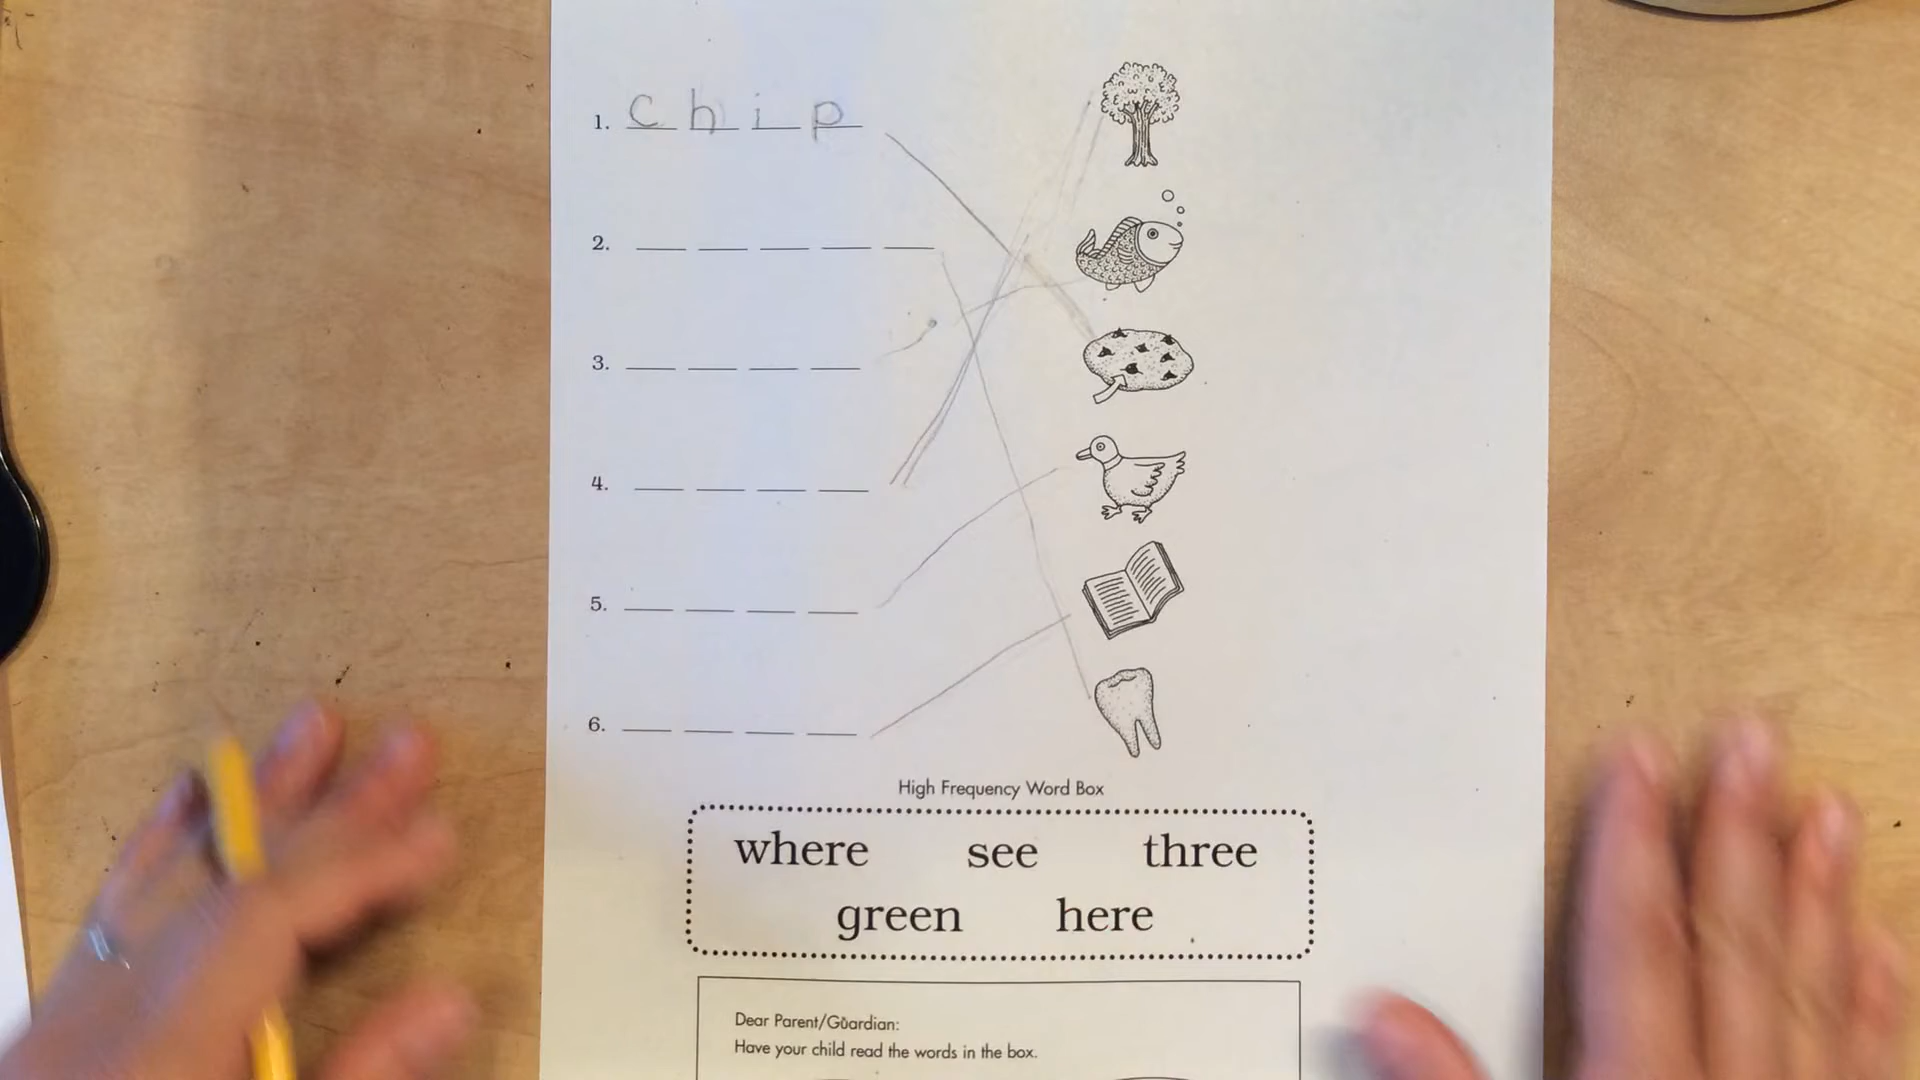 1. chip
2.
3.
4.
5.
6.
High Frequency Word Box
where see three
green here
Dear Parent/Guardian:
Have your child read the words in the box.